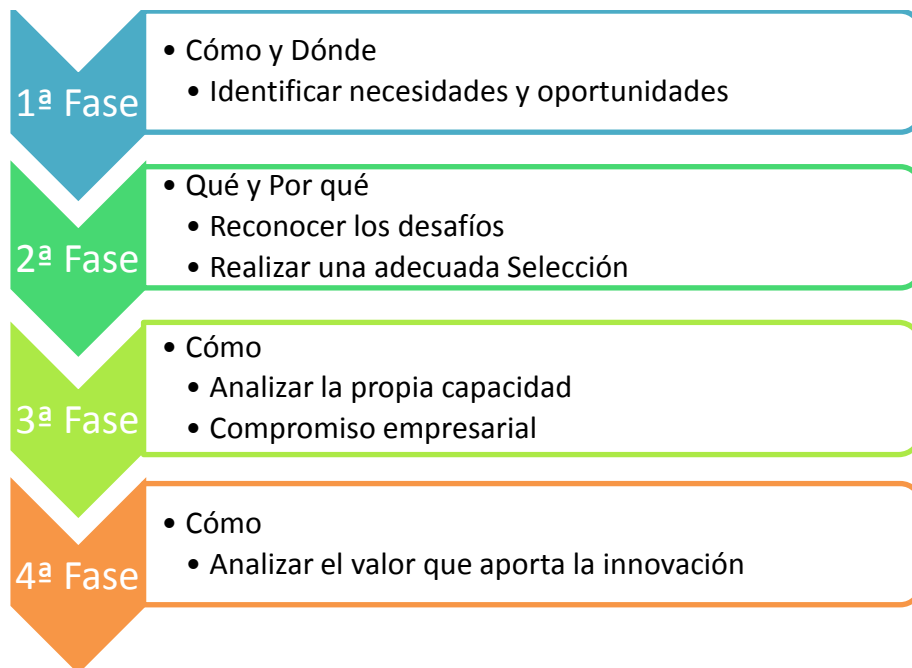 1ª Fase
• Cómo y Dónde
• Identificar necesidades y oportunidades
2ª Fase
• Qué y Por qué
• Reconocer los desafíos
• Realizar una adecuada Selección
3ª Fase
• Cómo
• Analizar la propia capacidad
• Compromiso empresarial
4ª Fase
• Cómo
• Analizar el valor que aporta la innovación